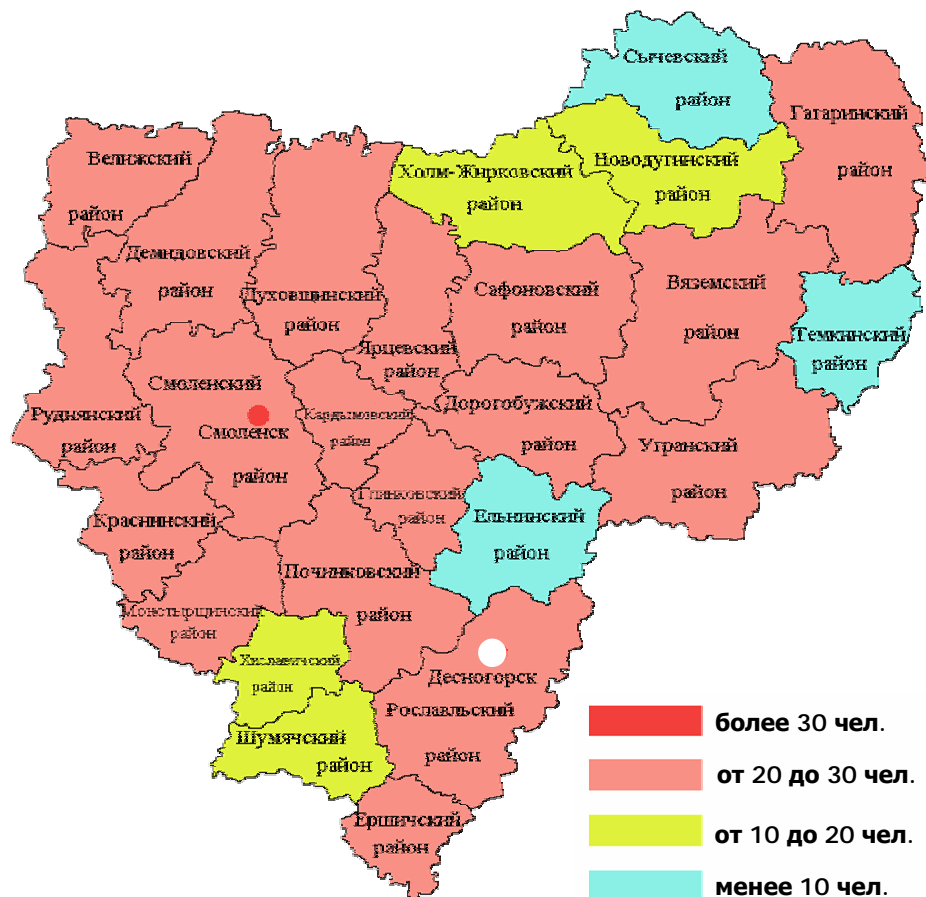 Сычевский
район
Гагаринский
район
Велижский
район
Холм-Жирковский
район
Новодугинский
район
Демидовский
район
Духовщинский
район
Сафоновский
район
Вяземский
район
Темкинский
район
Ярцевский
район
Смоленский
Смоленск
район
Руднянский
район
Кардымовский
район
Дорогобужский
район
Угранский
район
Глинковский
район
Ельнинский
район
Краснинский
район
Починковский
район
Монстырщинский
район
Хиславичский
район
Десногорск
Рославльский
район
Шумячский
район
Ершичский
район
более 30 чел.
от 20 до 30 чел.
от 10 до 20 чел.
менее 10 чел.